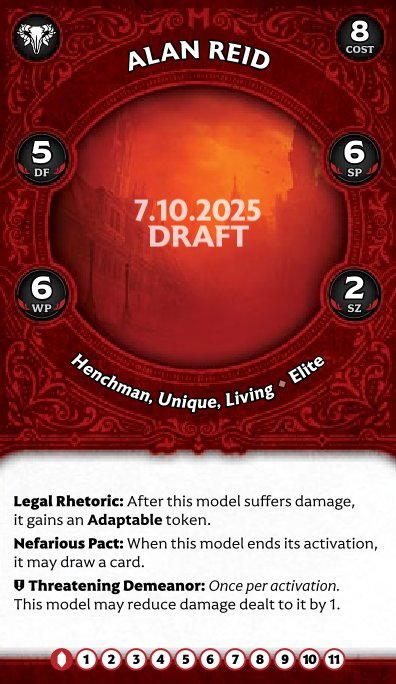 8
COST
ALAN REID
5
DF
6
SP
7.10.2025
DRAFT
6
WP
2
SZ
Henchman, Unique, Living ◆ Elite
Legal Rhetoric: After this model suffers damage,
it gains an Adaptable token.
Nefarious Pact: When this model ends its activation,
it may draw a card.
Threatening Demeanor: Once per activation.
This model may reduce damage dealt to it by 1.
1 2 3 4 5 6 7 8 9 10 11